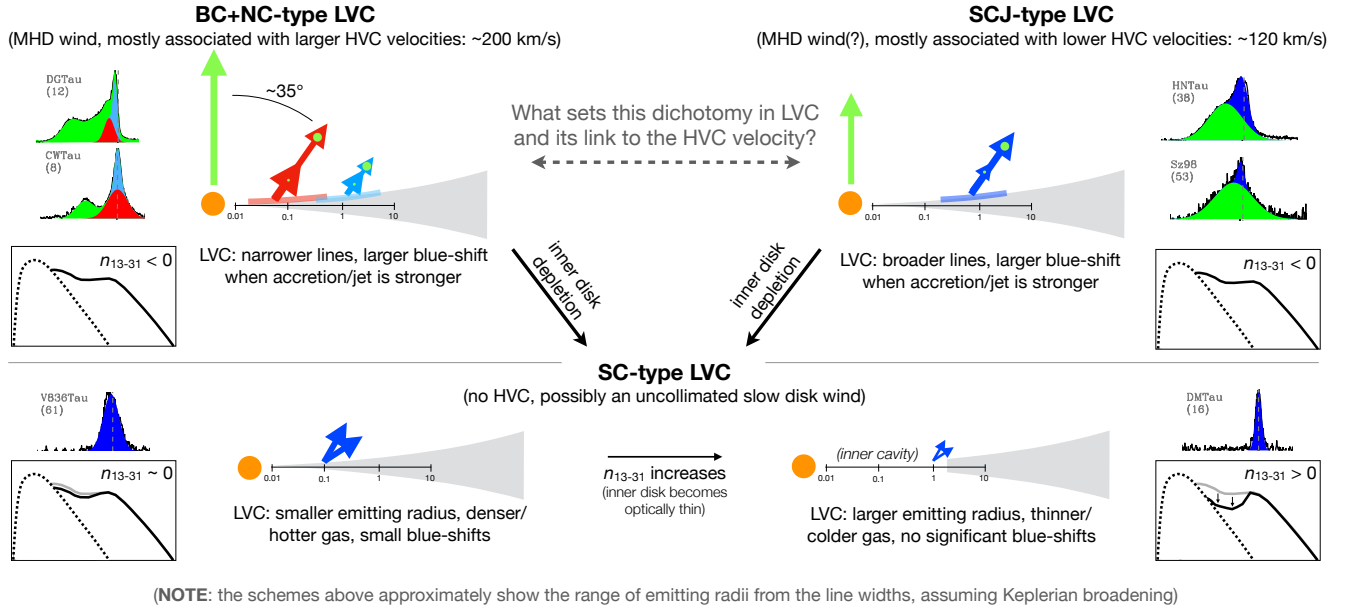 BC+NC-type LVC
(MHD wind, mostly associated with larger HVC velocities: ~200 km/s)
DGTau
(12)
CWTau
(8)
~35°
0.01 0.1 1 10
LVC: narrower lines, larger blue-shift
when accretion/jet is stronger
n13-31 < 0
What sets this dichotomy in LVC
and its link to the HVC velocity?
SCJ-type LVC
(MHD wind(?), mostly associated with lower HVC velocities: ~120 km/s)
HNTau
(38)
Sz98
(53)
0.01 0.1 1 10
LVC: broader lines, larger blue-shift
when accretion/jet is stronger
n13-31 < 0
inner disk
depletion
inner disk
depletion
SC-type LVC
(no HVC, possibly an uncollimated slow disk wind)
V836Tau
(61)
n13-31 ~ 0
0.01 0.1 1 10
LVC: smaller emitting radius, denser/
hotter gas, small blue-shifts
n13-31 increases
(inner disk becomes
optically thin)
(inner cavity)
0.01 0.1 1 10
LVC: larger emitting radius, thinner/
colder gas, no significant blue-shifts
DMTau
(16)
n13-31 > 0
(NOTE: the schemes above approximately show the range of emitting radii from the line widths, assuming Keplerian broadening)